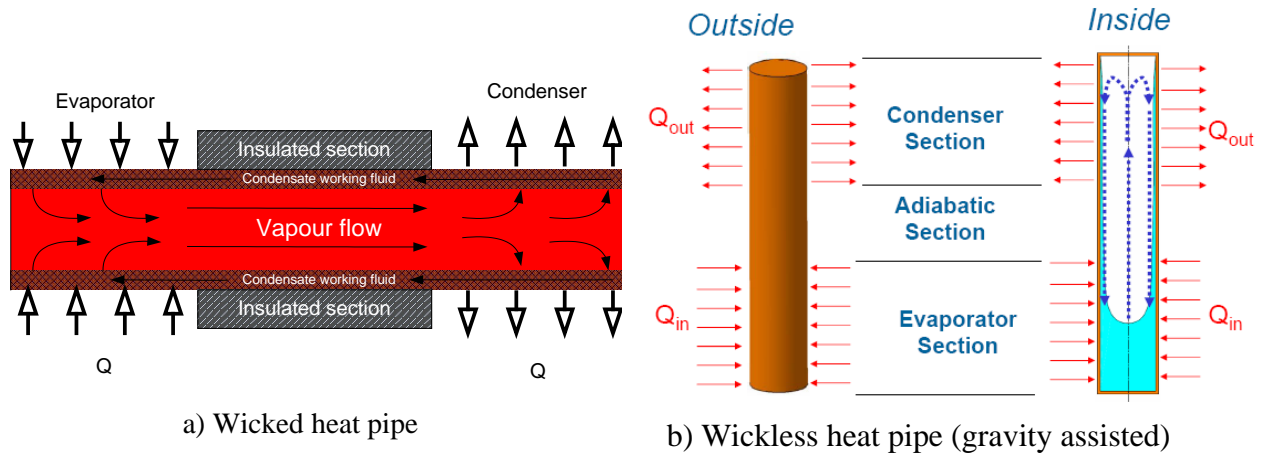 a)
Evaporator
Condenser
Insulated section
Condensate working fluid
Vapour flow
Condensate working fluid
Insulated section
Q
Q
a) Wicked heat pipe
b)
Outside
Inside
Q out
Condenser
Section
Q out
Adiabatic
Section
Q in
Evaporator
Section
Q in
b) Wickless heat pipe (gravity assisted)